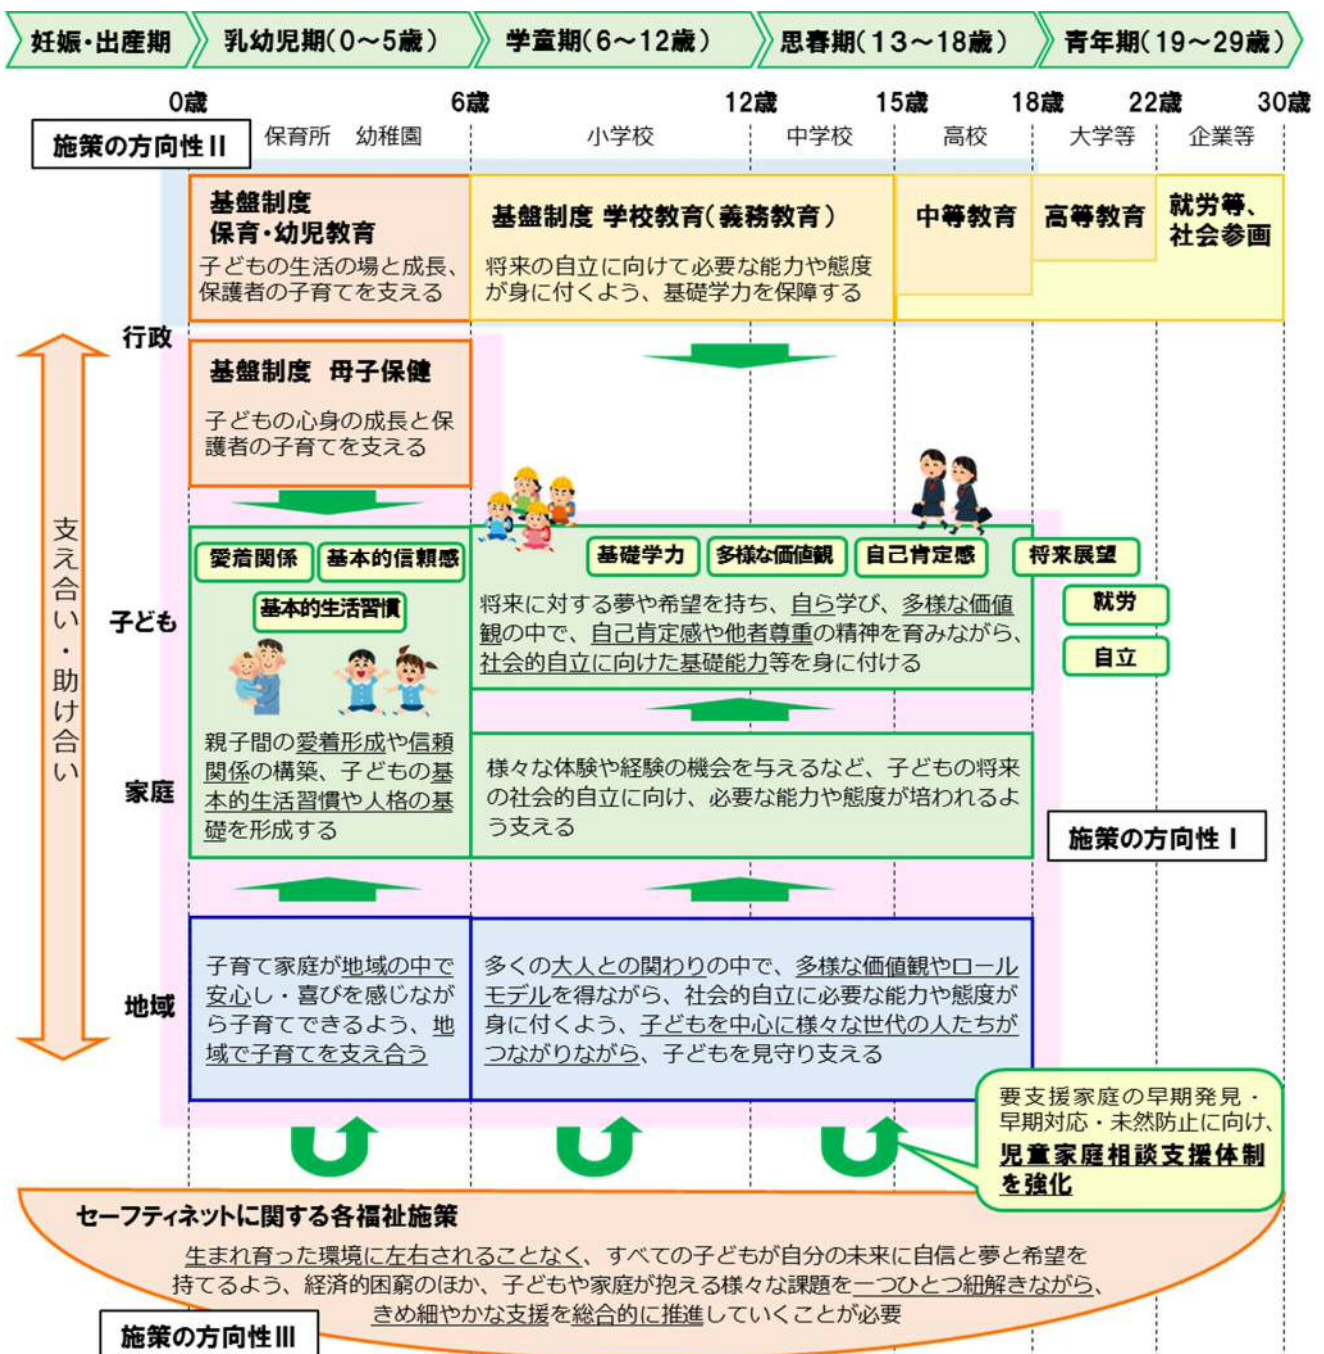 妊娠・出産期
乳幼児期(0～5歳)
学童期(6～12歳)
思春期(13～18歳)
青年期(19～29歳)
0歳
6歳
12歳
15歳
18歳
22歳
30歳
施策の方向性Ⅱ
保育所 幼稚園
小学校
中学校
高校
大学等
企業等
基盤制度
保育・幼児教育
子どもの生活の場と成長、
保護者の子育てを支える
基盤制度 学校教育(義務教育)
将来の自立に向けて必要な能力や態度
が身に付くよう、基礎学力を保障する
中等教育
高等教育
就労等、
社会参画
行政
基盤制度 母子保健
子どもの心身の成長と保
護者の子育てを支える
支え合い・助け合い
子ども
愛着関係
基本的信頼感
基本的生活習慣
基礎学力
多様な価値観
自己肯定感
将来展望
就労
自立
将来に対する夢や希望を持ち、自ら学び、多様な価値
観の中で、自己肯定感や他者尊重の精神を育みながら、
社会的自立に向けた基礎能力等を身に付ける
家庭
親子間の愛着形成や信頼
関係の構築、子どもの基
本的生活習慣や人格の基
礎を形成する
様々な体験や経験の機会を与えるなど、子どもの将来
の社会的自立に向け、必要な能力や態度が培われるよ
う支える
施策の方向性Ⅰ
地域
子育て家庭が地域の中で
安心し・喜びを感じなが
ら子育てできるよう、地
域で子育てを支え合う
多くの大人との関わりの中で、多様な価値観やロール
モデルを得ながら、社会的自立に必要な能力や態度が
身に付くよう、子どもを中心に様々な世代の人たちが
つながりながら、子どもを見守り支える
要支援家庭の早期発見・
早期対応・未然防止に向け、
児童家庭相談支援体制
を強化
セーフティネットに関する各福祉施策
生まれ育った環境に左右されることなく、すべての子どもが自分の未来に自信と夢と希望を
持てるよう、経済的困窮のほか、子どもや家庭が抱える様々な課題を一つひとつ紐解きながら、
きめ細やかな支援を総合的に推進していくことが必要
施策の方向性Ⅲ